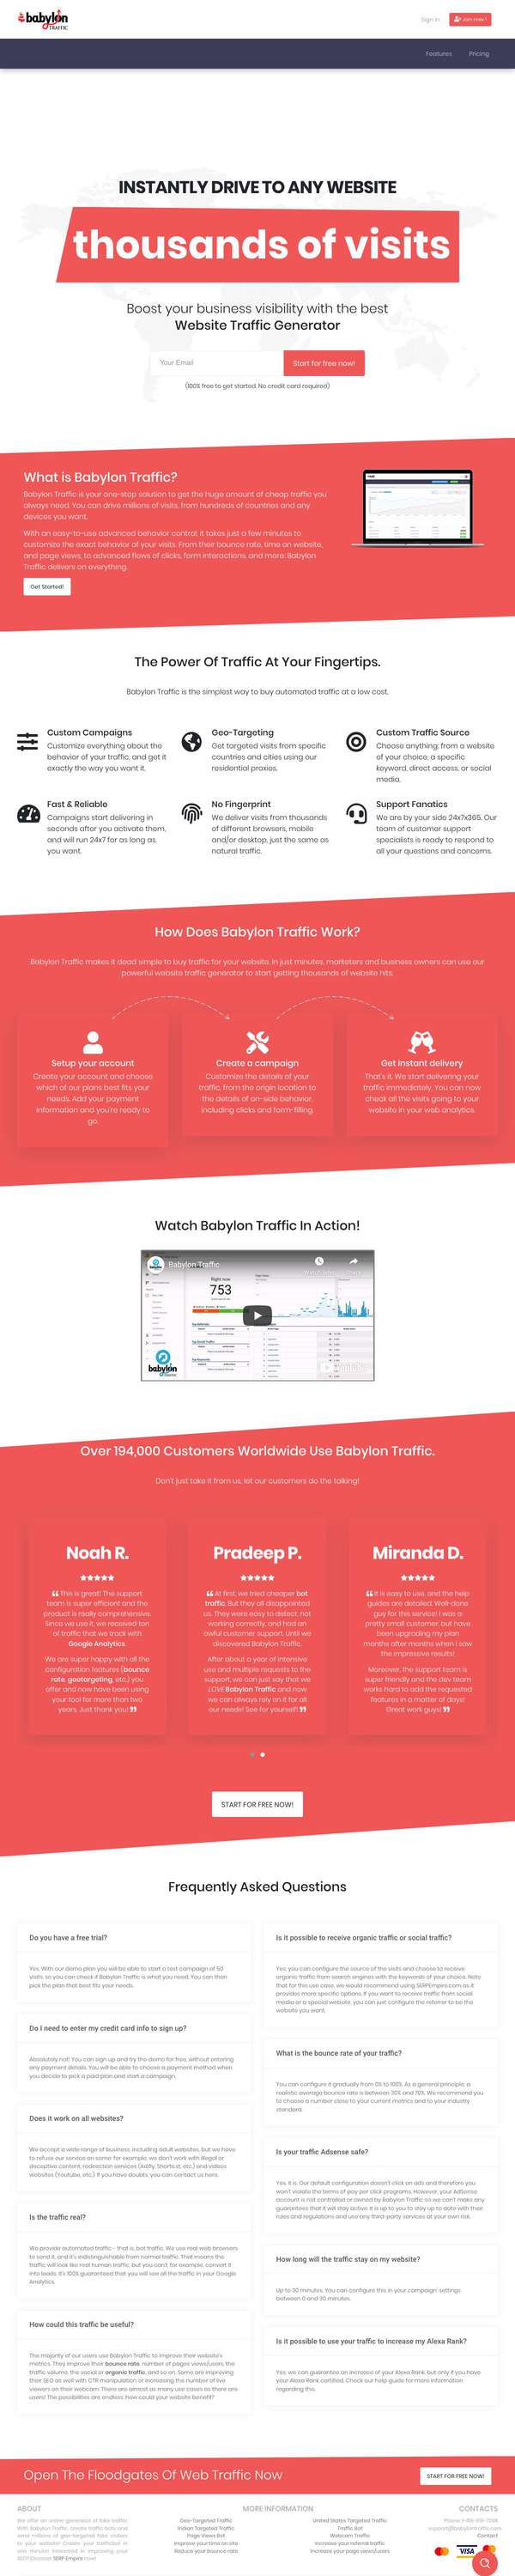 babylon
TRAFFIC
Sign In
Join now!
Features
Pricing
INSTANTLY DRIVE TO ANY WEBSITE
thousands of visits
Boost your business visibility with the best
Website Traffic Generator
Your Email
Start for free now!
(100% free to get started. No credit card required)
What is Babylon Traffic?
Babylon Traffic is your one-stop solution to get the huge amount of cheap traffic you
always need. You can drive millions of visits, from hundreds of countries and any
devices you want.
With an easy-to-use advanced behavior control, it takes just a few minutes to
customize the exact behavior of your visits. From their bounce rate, time on website,
and page views, to advanced flows of clicks, form interactions, and more: Babylon
Traffic delivers on everything.
Get Started!
The Power Of Traffic At Your Fingertips.
Babylon Traffic is the simplest way to buy automated traffic at a low cost.
Custom Campaigns
Customize everything about the
behavior of your traffic, and get it
exactly the way you want it.
Geo-Targeting
Get targeted visits from specific
countries and cities using our
residential proxies.
Custom Traffic Source
Choose anything: from a website
of your choice, a specific
keyword, direct access, or social
media.
Fast & Reliable
Campaigns start delivering in
seconds after you activate them,
and will run 24x7 for as long as
you want.
No Fingerprint
We deliver visits from thousands
of different browsers, mobile
and/or desktop, just the same as
natural traffic.
Support Fanatics
We are by your side 24x7x365. Our
team of customer support
specialists is ready to respond to
all your questions and concerns.
How Does Babylon Traffic Work?
Babylon Traffic makes it dead simple to buy traffic for your website. In just minutes, marketers and business owners can use our
powerful website traffic generator to start getting thousands of website hits.
Setup your account
Create your account and choose
which of our plans best fits your
needs. Add your payment
information and you're ready to
go.
Create a campaign
Customize the details of your
traffic, from the origin location to
the details of on-side behavior,
including clicks and form-filling.
Get instant delivery
That's it. We start delivering your
traffic immediately. You can now
check all the visits going to your
website in your web analytics.
Watch Babylon Traffic In Action!
Babylon Traffic
Right now
753
babylon
TRAFFIC
Over 194,000 Customers Worldwide Use Babylon Traffic.
Don't just take it from us, let our customers do the talking!
Noah R.
This is great! The support
team is super efficient and the
product is really comprehensive.
Since we use it, we received ton
of traffic that we track with
Google Analytics.
We are super happy with all the
configuration features (bounce
rate, geotargeting, etc.) you
offer and now have been using
your tool for more than two
years. Just thank you!
Pradeep P.
At first, we tried cheaper bot
traffic. But they all disappointed
us. They were easy to detect, not
working correctly, and had an
awful customer support. Until we
discovered Babylon Traffic.
After about a year of intensive
use and multiple requests to the
support, we can just say that we
LOVE Babylon Traffic and now
we can always rely on it for all
our needs! See for yourself!
Miranda D.
It is easy to use, and the help
guides are detailed. Well-done
guy for this service! I was a
pretty small customer, but have
been upgrading my plan
months after months when I saw
the impressive results!
Moreover, the support team is
super friendly and the dev team
works hard to add the requested
features in a matter of days!
Great work guys!
START FOR FREE NOW!
Frequently Asked Questions
Do you have a free trial?
Yes. With our demo plan you will be able to start a test campaign of 50
visits, so you can check if Babylon Traffic is what you need. You can then
pick the plan that best fits your needs.
Do I need to enter my credit card info to sign up?
Absolutely not! You can sign up and try the demo for free, without entering
any payment details. You will be able to choose a payment method when
you decide to pick a paid plan and start a campaign.
Does it work on all websites?
We accept a wide range of business, including adult websites, but we have
to refuse our service on some: for example, we don't work with illegal or
deceptive content, redirection services (Adfly, Shorte.st, etc.) and videos
websites (Youtube, etc.) If you have doubts, you can contact us here.
Is the traffic real?
We provide automated traffic - that is, bot traffic. We use real web browsers
to send it, and it's indistinguishable from normal traffic. That means the
traffic will look like real human traffic, but you can't, for example, convert it
into leads. It's 100% guaranteed that you will see all the traffic in your Google
Analytics.
How could this traffic be useful?
The majority of our users use Babylon Traffic to improve their website's
metrics. They improve their bounce rate, number of pages views/users, the
traffic volume, the social or organic traffic, and so on. Some are improving
their SEO as well with CTR manipulation or increasing the number of live
viewers on their webcam. There are almost as many use cases as there are
users! The possibilities are endless: how could your website benefit?
Is it possible to receive organic traffic or social traffic?
Yes: you can configure the source of the visits and choose to receive
organic traffic from search engines with the keywords of your choice. Note
that for this use case, we would recommend using SERPEmpire.com as it
provides more specific options. If you want to receive traffic from social
media or a special website, you can just configure the referrer to be the
website you want.
What is the bounce rate of your traffic?
You can configure it gradually from 0% to 100%. As a general principle, a
realistic average bounce rate is between 30% and 70%. We recommend you
to choose a number close to your current metrics and to your industry
standard.
Is your traffic Adsense safe?
Yes, it is. Our default configuration doesn't click on ads and therefore you
won't violate the terms of pay per click programs. However, your AdSense
account is not controlled or owned by Babylon Traffic so we can't make any
guarantees that it will stay active: it is up to you to stay up to date with their
rules and regulations and use any third-party services at your own risk.
How long will the traffic stay on my website?
Up to 30 minutes. You can configure this in your campaign' settings
between 0 and 30 minutes.
Is it possible to use your traffic to increase my Alexa Rank?
Yes, we can guarantee an increase of your Alexa Rank, but only if you have
your Alexa Rank certified. Check our help guide for more information
regarding this.
Open The Floodgates Of Web Traffic Now
START FOR FREE NOW!
ABOUT
We offer an online generator of fake traffic.
With Babylon Traffic, create traffic bots and
send millions of geo-targeted fake visitors
to your website! Create your trafficbot in
one minute! Interested in improving your
SEO? Discover SERP Empire now!
MORE INFORMATION
Geo-Targeted Traffic
Indian Targeted Traffic
Page Views Bot
Improve your time on site
Reduce your bounce rate
United States Targeted Traffic
Traffic Bot
Webcam Traffic
Increase your referral traffic
Increase your page views/users
CONTACTS
support@babylontraffic.com
Contact
VISA